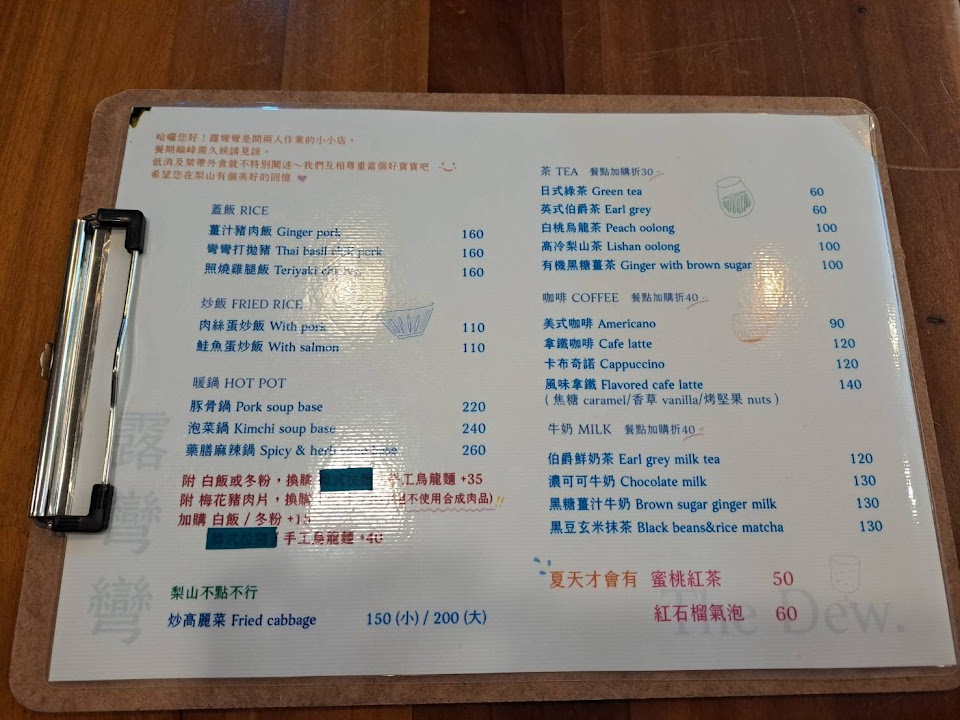 哈囉您好！露彎彎是間兩人作業的小小店，
餐期巔峰需久候請見諒。
低消及禁帶外食就不特別闡述～我們互相尊重當個好寶寶吧
希望您在梨山有個美好的回憶
蓋飯 RICE
薑汁豬肉飯 Ginger pork 160
彎彎打拋豬 Thai basil pork 160
照燒雞腿飯 Teriyaki 160
炒飯 FRIED RICE
肉絲蛋炒飯 With pork 110
鮭魚蛋炒飯 With salmon 110
暖鍋 HOT POT
豚骨鍋 Pork soup base 220
泡菜鍋 Kimchi soup base 240
藥膳麻辣鍋 Spicy & herb base 260
附 白飯或冬粉，換購 手工烏龍麵 +35
附 梅花豬肉片，換購 不使用合成肉品)!!
加購 白飯 / 冬粉 +15
/ 手工烏龍麵 +40
梨山不點不行
炒高麗菜 Fried cabbage 150 (小) / 200 (大)
茶 TEA 餐點加購折30
日式綠茶 Green tea 60
英式伯爵茶 Earl grey 60
白桃烏龍茶 Peach oolong 100
高冷梨山茶 Lishan oolong 100
有機黑糖薑茶 Ginger with brown sugar 100
咖啡 COFFEE 餐點加購折40
美式咖啡 Americano 90
拿鐵咖啡 Cafe latte 120
卡布奇諾 Cappuccino 120
風味拿鐵 Flavored cafe latte 140
( 焦糖 caramel/香草 vanilla/烤堅果 nuts )
牛奶 MILK 餐點加購折40
伯爵鮮奶茶 Earl grey milk tea 120
濃可可牛奶 Chocolate milk 130
黑糖薑汁牛奶 Brown sugar ginger milk 130
黑豆玄米抹茶 Black beans&rice matcha 130
夏天才會有 蜜桃紅茶 50
紅石榴氣泡 60
露彎彎
The Dew.